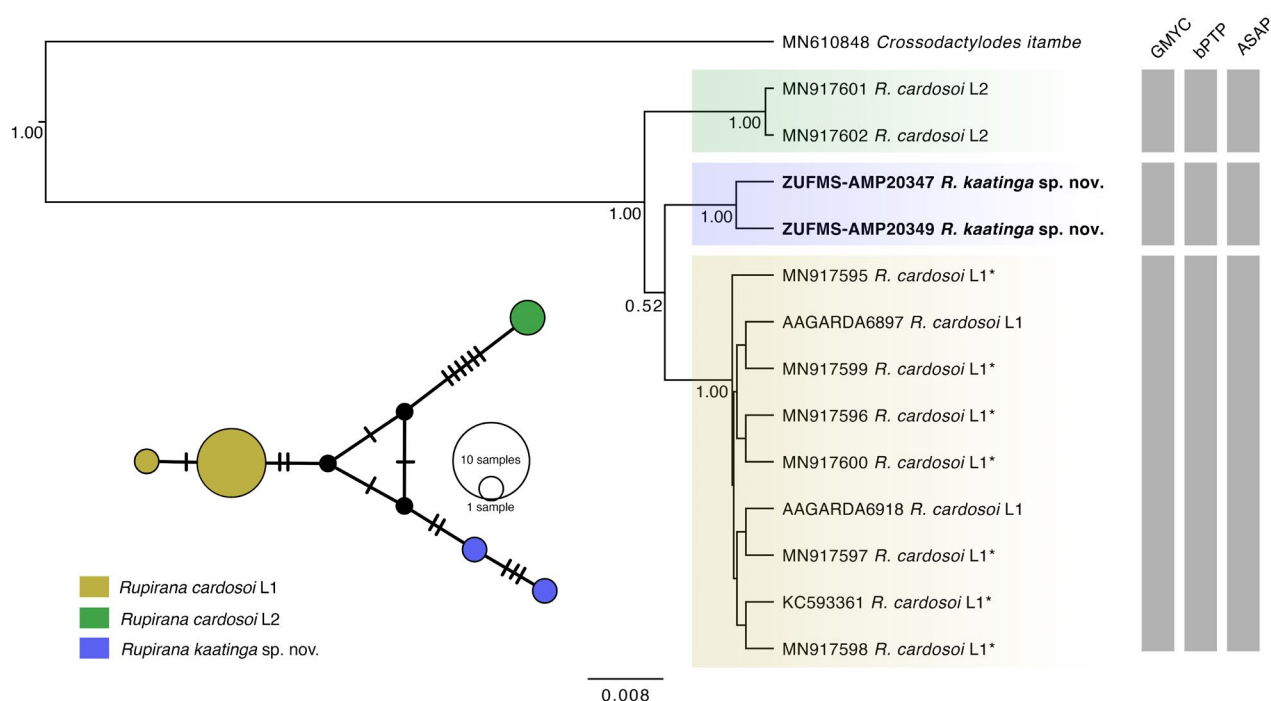 GMYC bPTP ASAP
MN610848 Crossodactylodes itambe
MN917601 R. cardosoi L2
1.00
1.00
MN917602 R. cardosoi L2
ZUFMS-AMP20347 R. kaatinga sp. nov.
1.00
1.00
ZUFMS-AMP20349 R. kaatinga sp. nov.
MN917595 R. cardosoi L1*
0.52
AAGARDA6897 R. cardosoi L1
MN917599 R. cardosoi L1*
1.00
MN917596 R. cardosoi L1*
MN917600 R. cardosoi L1*
AAGARDA6918 R. cardosoi L1
MN917597 R. cardosoi L1*
KC593361 R. cardosoi L1*
MN917598 R. cardosoi L1*
10 samples
1 sample
Rupirana cardosoi L1
Rupirana cardosoi L2
Rupirana kaatinga sp. nov.
0.008